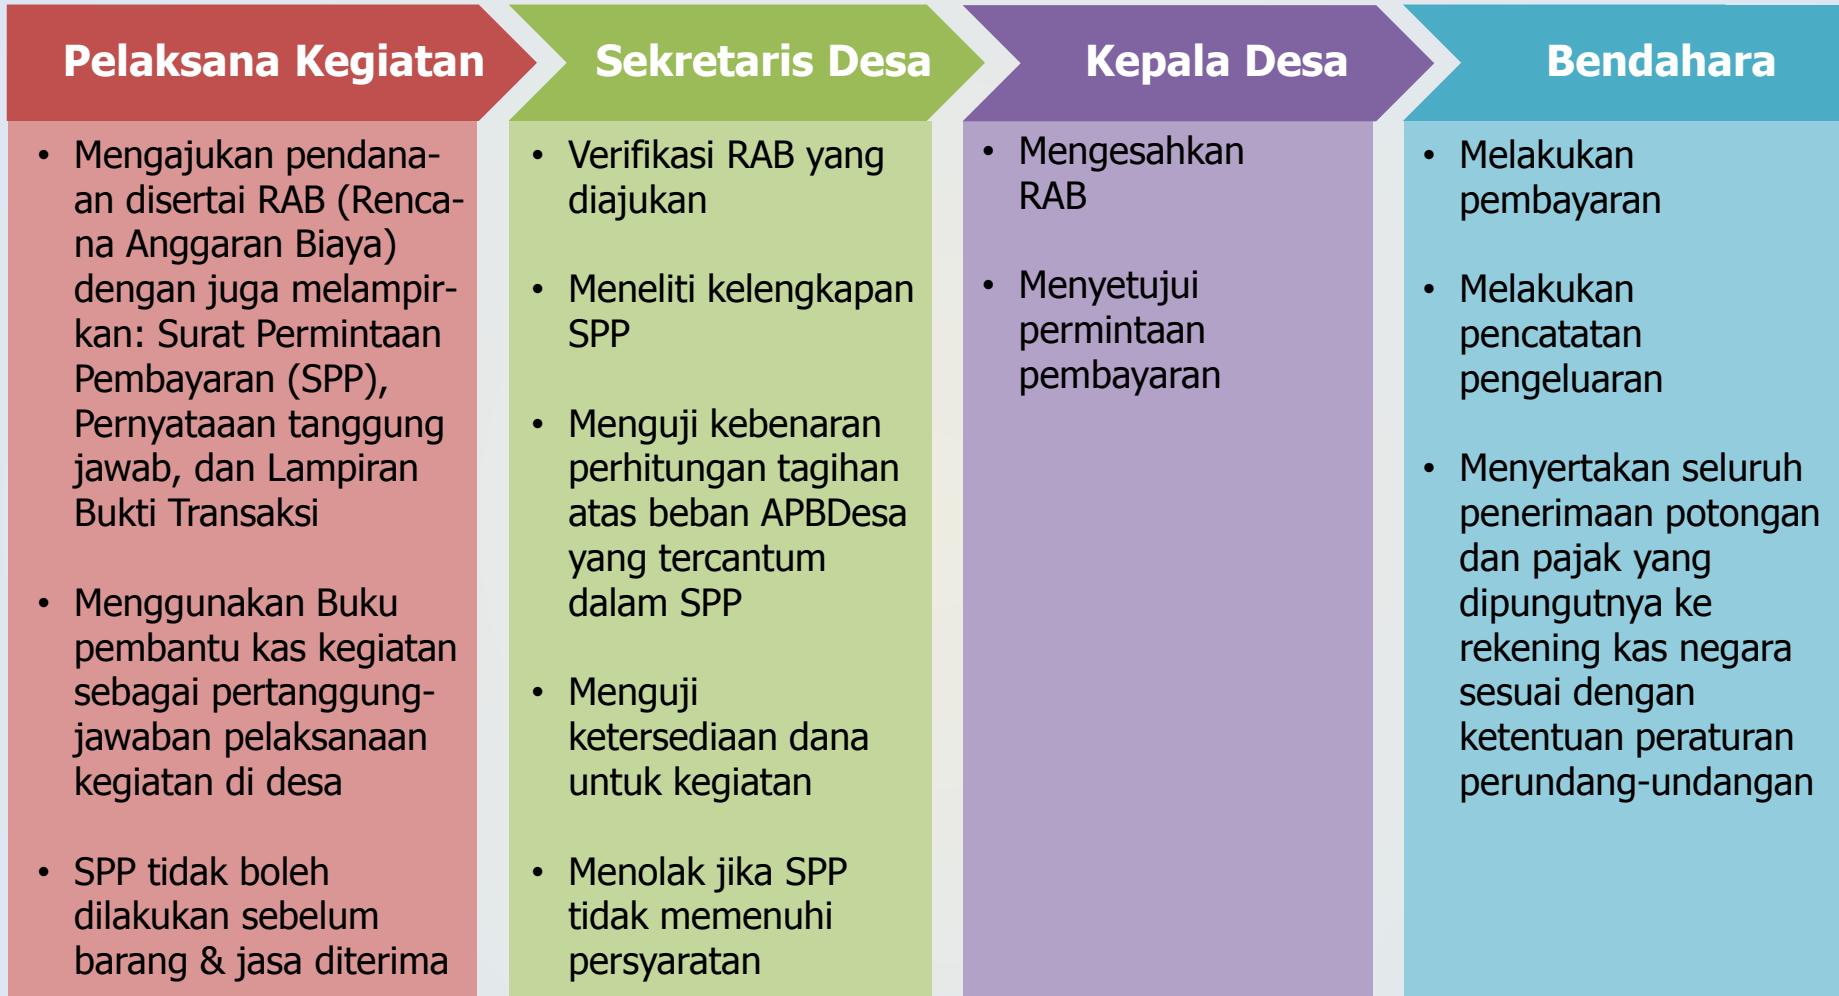 Pelaksana Kegiatan
• Mengajukan pendana-
an disertai RAB (Renca-
na Anggaran Biaya)
dengan juga melampir-
kan: Surat Permintaan
Pembayaran (SPP),
Pernyataaan tanggung
jawab, dan Lampiran
Bukti Transaksi
• Menggunakan Buku
pembantu kas kegiatan
sebagai pertanggung-
jawaban pelaksanaan
kegiatan di desa
• SPP tidak boleh
dilakukan sebelum
barang & jasa diterima
Sekretaris Desa
• Verifikasi RAB yang
diajukan
• Meneliti kelengkapan
SPP
• Menguji kebenaran
perhitungan tagihan
atas beban APBDesa
yang tercantum
dalam SPP
• Menguji
ketersediaan dana
untuk kegiatan
• Menolak jika SPP
tidak memenuhi
persyaratan
Kepala Desa
• Mengesahkan
RAB
• Menyetujui
permintaan
pembayaran
Bendahara
• Melakukan
pembayaran
• Melakukan
pencatatan
pengeluaran
• Menyertakan seluruh
penerimaan potongan
dan pajak yang
dipungutnya ke
rekening kas negara
sesuai dengan
ketentuan peraturan
perundang-undangan